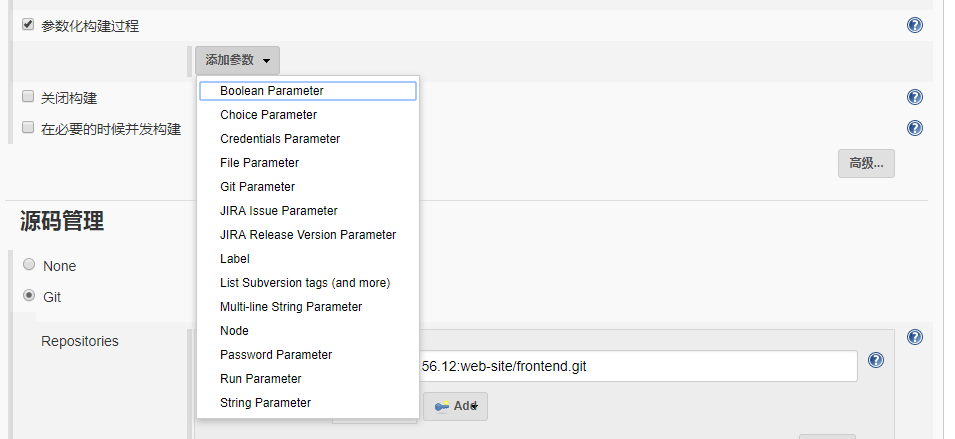 参数化构建过程
添加参数
Boolean Parameter
Choice Parameter
Credentials Parameter
File Parameter
Git Parameter
JIRA Issue Parameter
JIRA Release Version Parameter
Label
List Subversion tags (and more)
Multi-line String Parameter
Node
Password Parameter
Run Parameter
String Parameter
关闭构建
在必要的时候并发构建
高级...
源码管理
None
Git
Repositories
56.12:web-site/frontend.git
Add